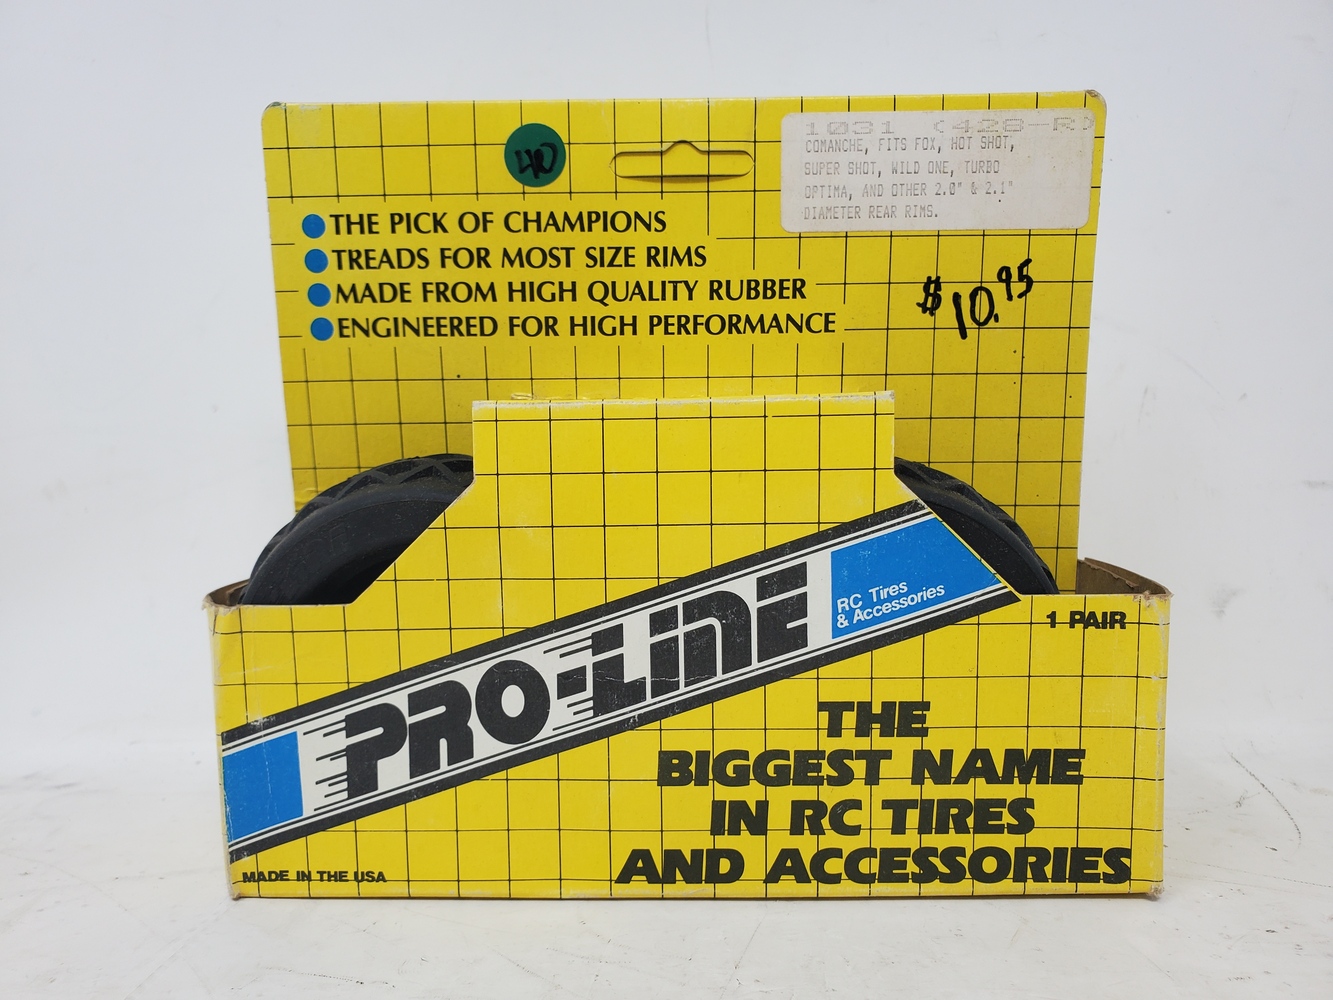 40
1031 (428-R)
COMANCHE, FITS FOX, HOT SHOT,
SUPER SHOT, WILD ONE, TURBO
OPTIMA, AND OTHER 2.0" & 2.1"
DIAMETER REAR RIMS.
THE PICK OF CHAMPIONS
TREADS FOR MOST SIZE RIMS
MADE FROM HIGH QUALITY RUBBER
ENGINEERED FOR HIGH PERFORMANCE
$10.95
RC Tires
& Accessories
1 PAIR
PRO-LINE
THE
BIGGEST NAME
IN RC TIRES
AND ACCESSORIES
MADE IN THE USA